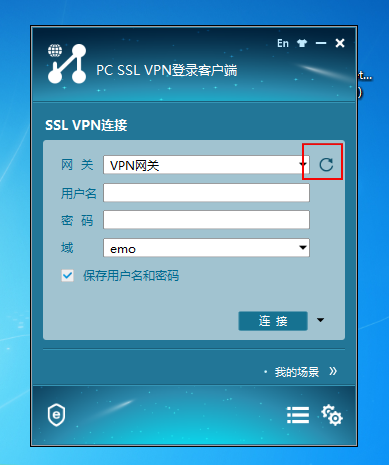 En
PC SSL VPN登录客户端
t...
)
SSL VPN连接
网 关 VPN网关
用户名
密 码
域 emo
保存用户名和密码
连 接
· 我的场景 »
e